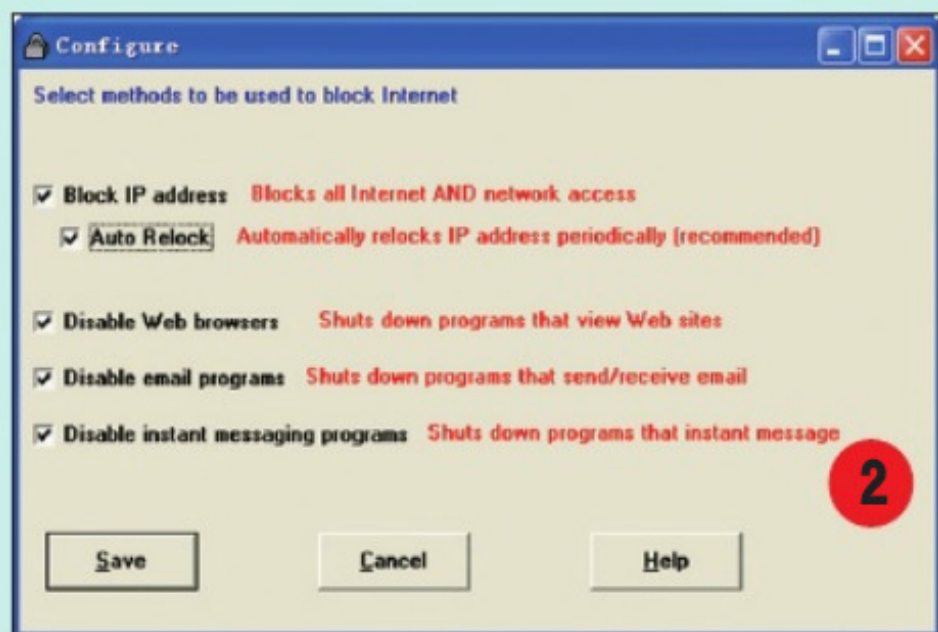 Configure
Select methods to be used to block Internet
Block IP address Blocks all Internet AND network access
Auto Relock Automatically relocks IP address periodically (recommended)
Disable Web browsers Shuts down programs that view Web sites
Disable email programs Shuts down programs that send/receive email
Disable instant messaging programs Shuts down programs that instant message
2
Save Cancel Help